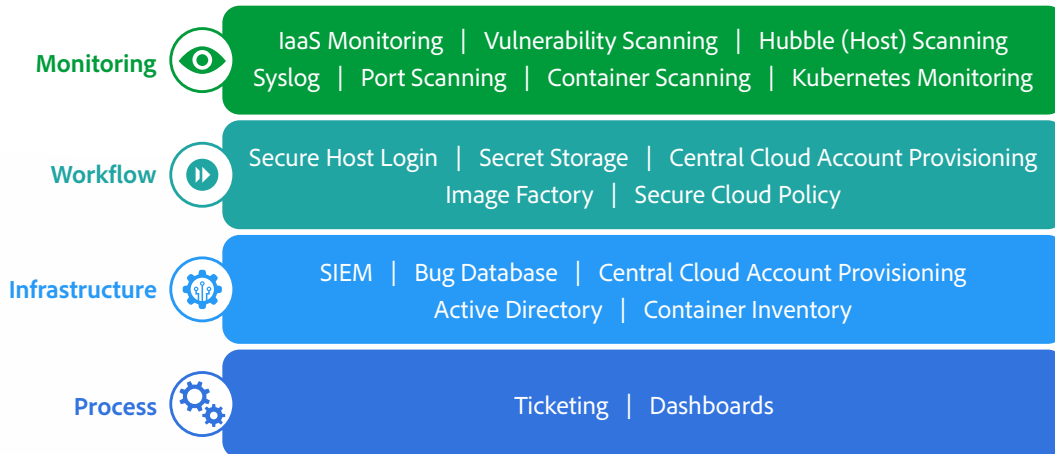 Monitoring
IaaS Monitoring | Vulnerability Scanning | Hubble (Host) Scanning
Syslog | Port Scanning | Container Scanning | Kubernetes Monitoring
Workflow
Secure Host Login | Secret Storage | Central Cloud Account Provisioning
Image Factory | Secure Cloud Policy
Infrastructure
SIEM | Bug Database | Central Cloud Account Provisioning
Active Directory | Container Inventory
Process
Ticketing | Dashboards